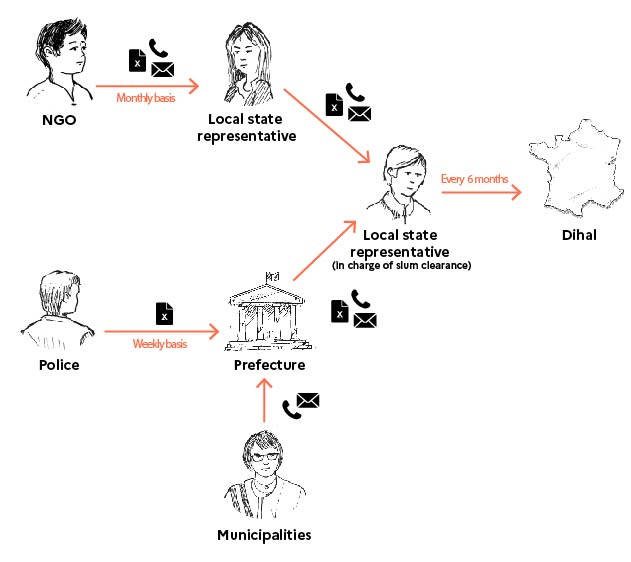 Monthly basis
NGO
Local state
representative
Every 6 months
Local state
representative
(in charge of slum clearance)
Dihal
X
X
X
X
Weekly basis
Police
Prefecture
Municipalities